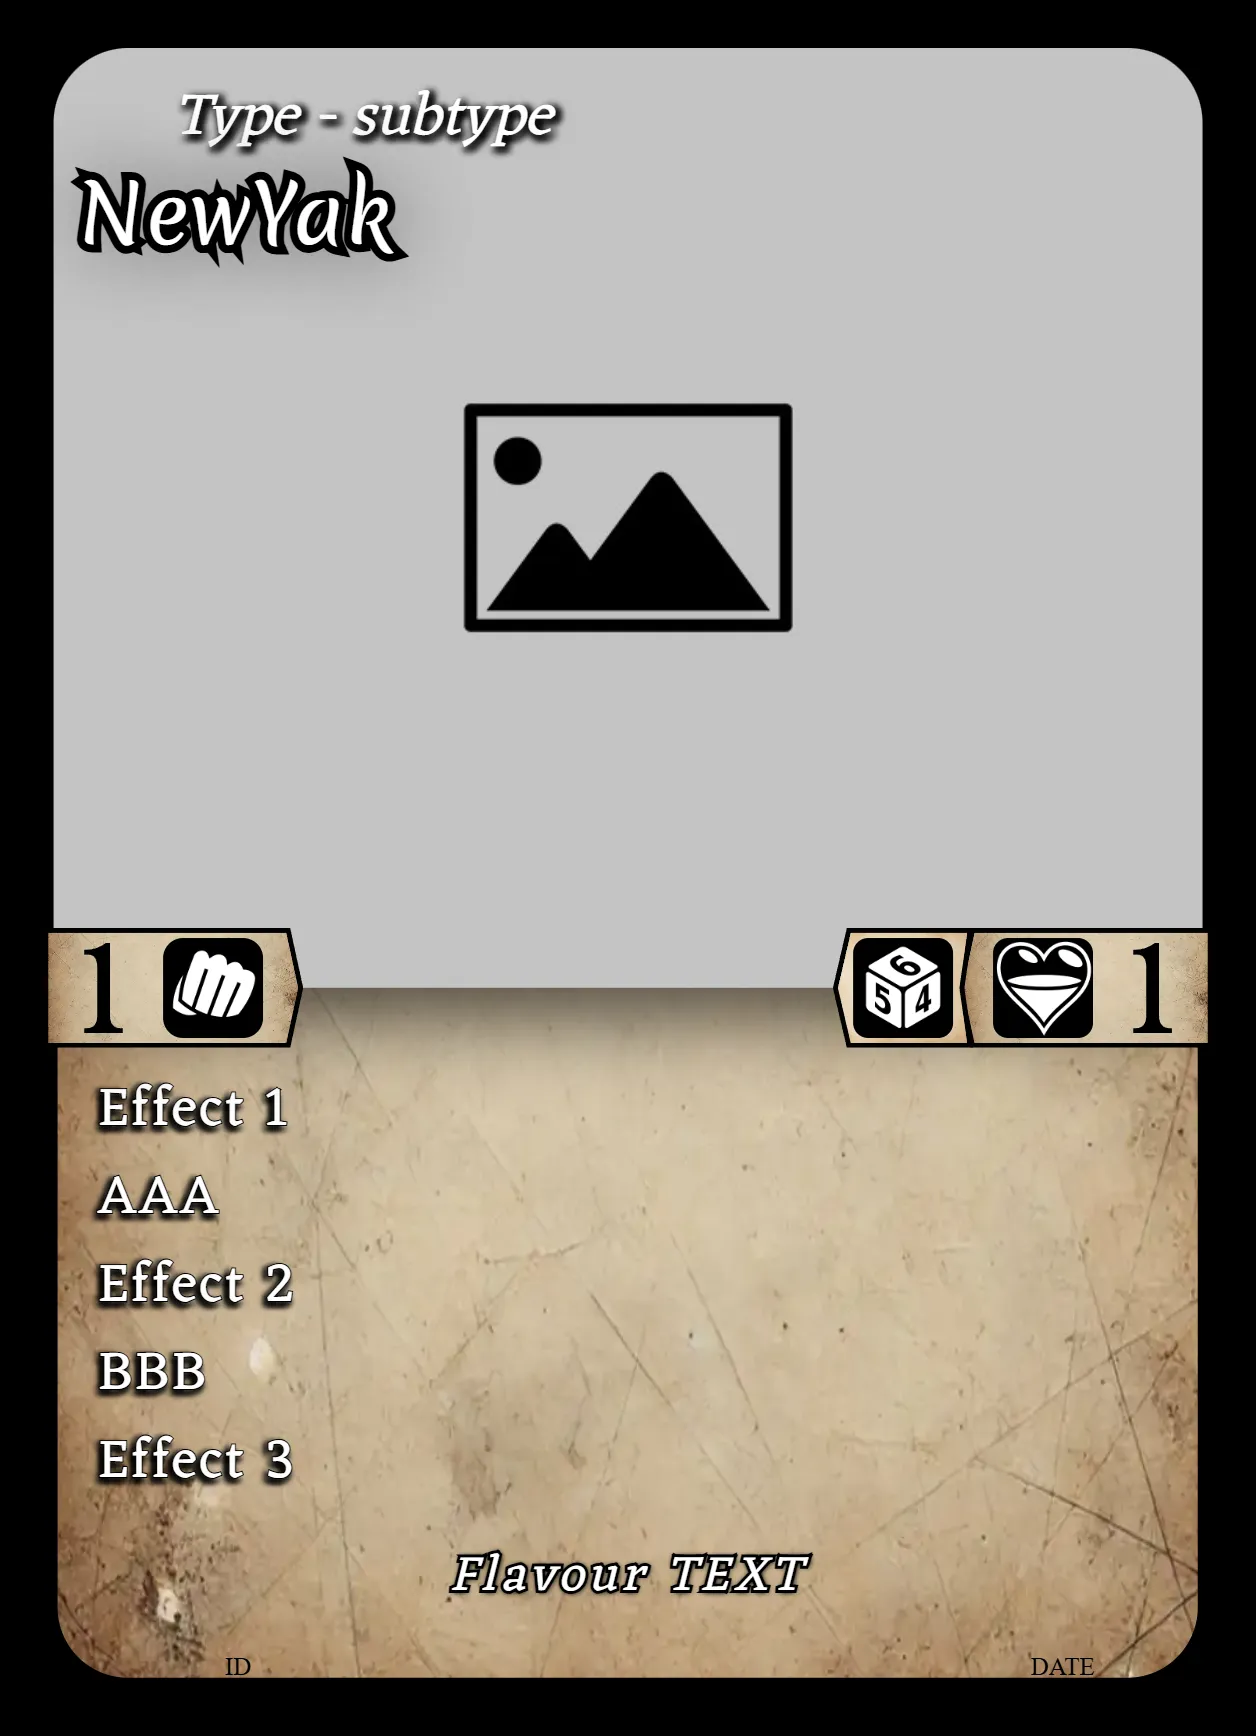 Type - subtype
NewYak
1
6
5 4
1
Effect 1
AAA
Effect 2
BBB
Effect 3
Flavour TEXT
ID
DATE